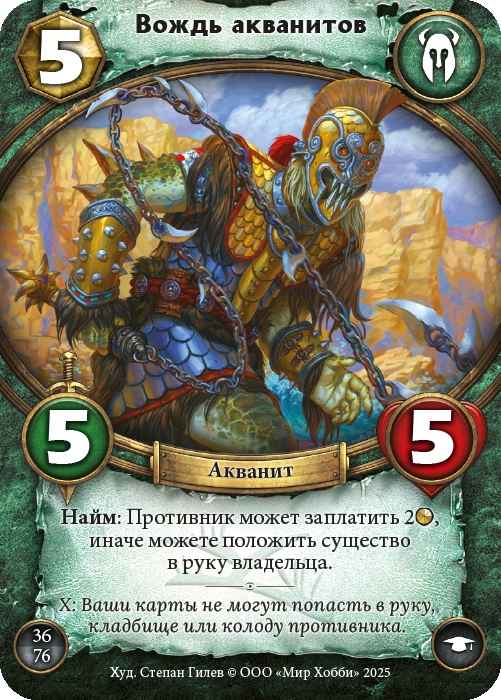 5
Вождь акванитов
5
5
Акванит
Найм: Противник может заплатить 2,
иначе можете положить существо
в руку владельца.
X: Ваши карты не могут попасть в руку,
кладбище или колоду противника.
36
76
Худ. Степан Гилев © ООО «Мир Хобби» 2025